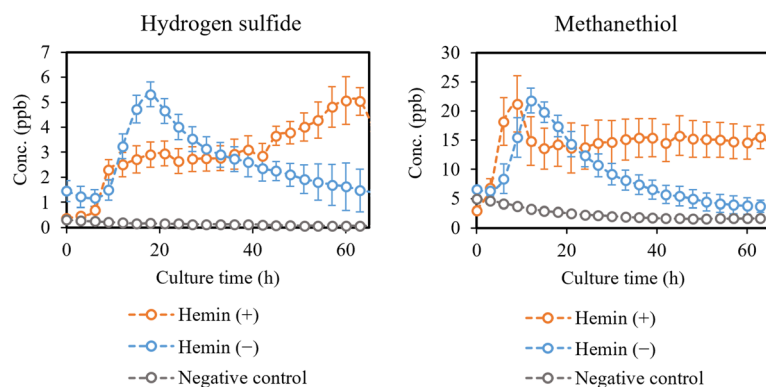 Hydrogen sulfide
Conc. (ppb)
7
6
5
4
3
2
1
0
0
20
40
60
Culture time (h)
Hemin (+)
Hemin (−)
Negative control
Methanethiol
Conc. (ppb)
30
25
20
15
10
5
0
0
20
40
60
Culture time (h)
Hemin (+)
Hemin (−)
Negative control